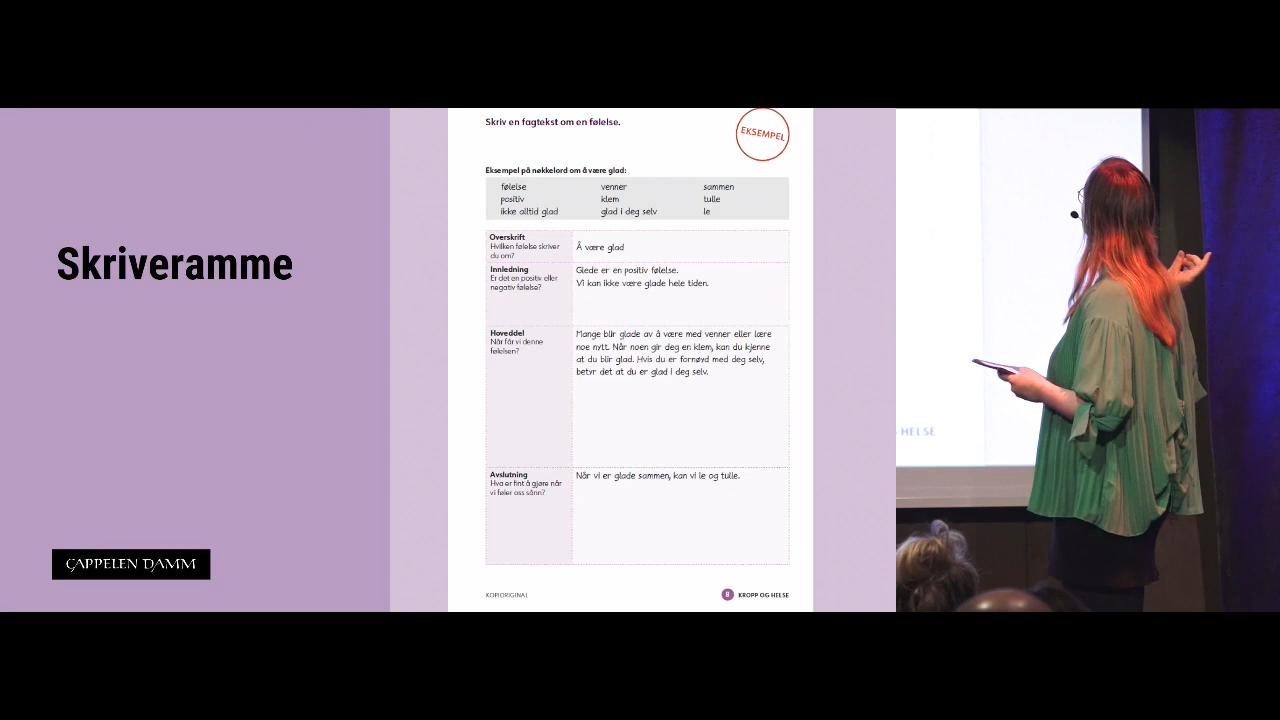 Skriveramme
CAPPELEN DAMM
Skriv en fagtekst om en følelse.
EKSEMPEL
Eksempel på nøkkelord om å være glad:
følelse venner sammen
positiv klem tulle
ikke alltid glad glad i deg selv le
Overskrift
Hvilken følelse skriver
du om?
Å være glad
Innledning
Er det en positiv eller
negativ følelse?
Glede er en positiv følelse.
Vi kan ikke være glade hele tiden.
Hoveddel
Når får vi denne
følelsen?
Mange blir glade av å være med venner eller lære
noe nytt. Når noen gir deg en klem, kan du kjenne
at du blir glad. Hvis du er fornøyd med deg selv,
betyr det at du er glad i deg selv.
Avslutning
Hva er fint å gjøre når
vi føler oss sånn?
Når vi er glade sammen, kan vi le og tulle.
KOPIORIGINAL
8 KROPP OG HELSE
HELSE